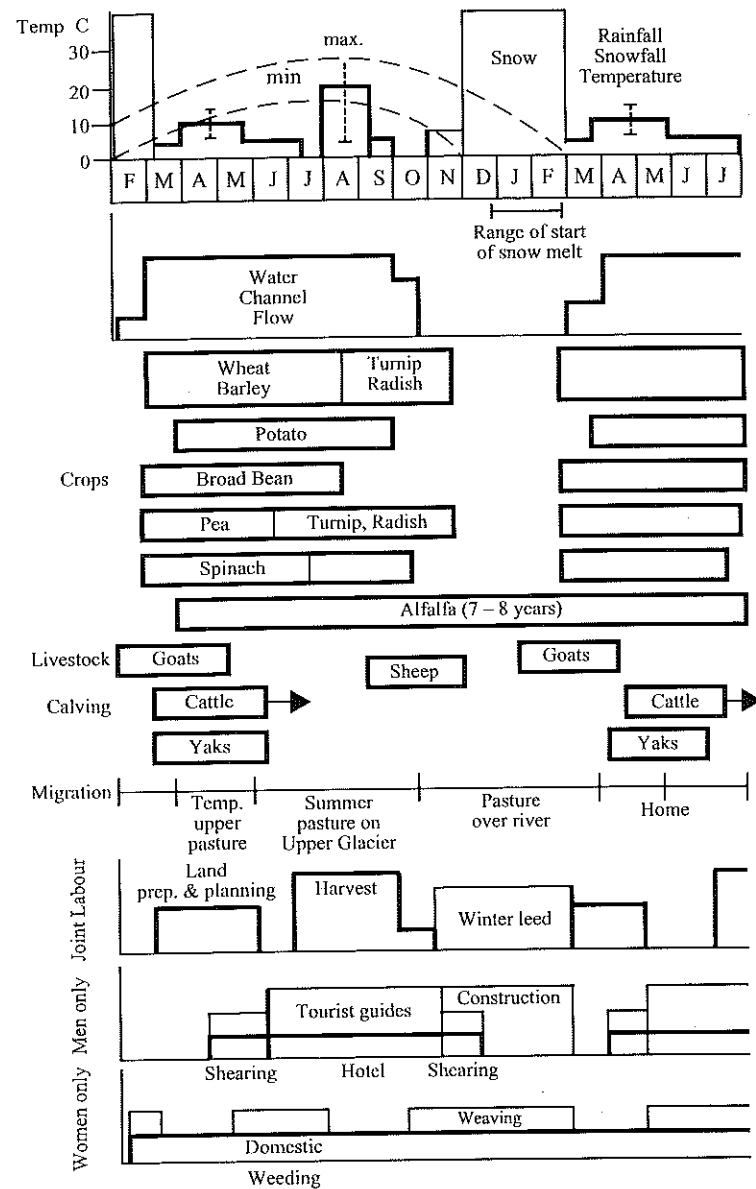 Temp C
30
20
10
0
max.
min
Snow
Rainfall
Snowfall
Temperature
F M A M J J A S O N D J F M A M J J
Range of start
of snow melt
Water
Channel
Flow
Crops
Wheat
Barley
Turnip
Radish
Potato
Broad Bean
Pea
Turnip, Radish
Spinach
Alfalfa (7 – 8 years)
Livestock
Goats
Sheep
Goats
Calving
Cattle
Cattle
Yaks
Yaks
Migration
Temp.
upper
pasture
Summer
pasture on
Upper Glacier
Pasture
over river
Home
Joint Labour
Land
prep. & planning
Harvest
Winter leed
Men only
Tourist guides
Construction
Shearing
Hotel
Shearing
Women only
Weaving
Domestic
Weeding